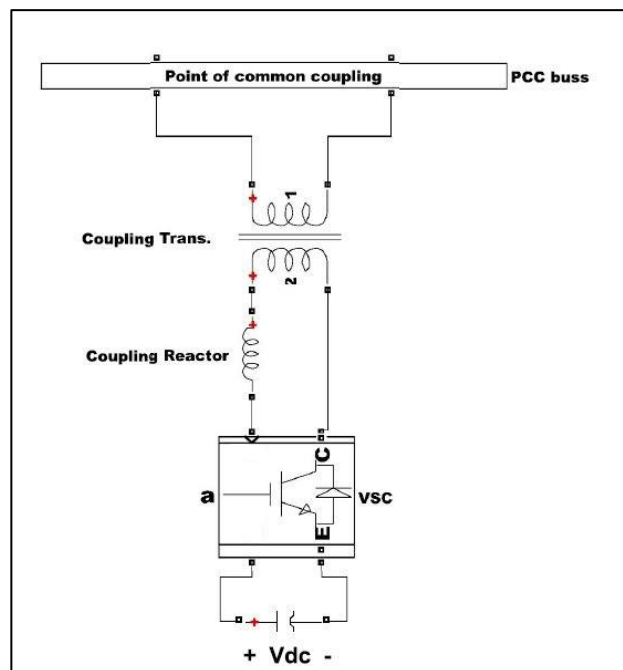 Point of common coupling
PCC buss
+
1
Coupling Trans.
2
+
+
Coupling Reactor
C
a
VSC
E
+
+ Vdc -